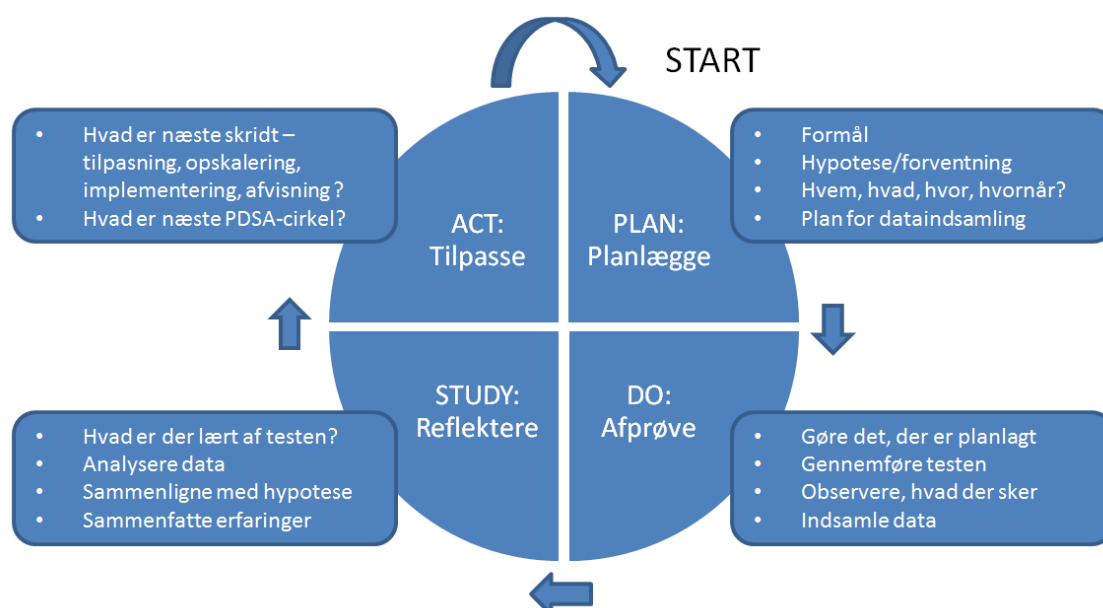 START
• Hvad er næste skridt –
tilpasning, opskalering,
implementering, afvisning ?
• Hvad er næste PDSA-cirkel?
• Formål
• Hypotese/forventning
• Hvem, hvad, hvor, hvornår?
• Plan for dataindsamling
ACT:
Tilpasse
PLAN:
Planlægge
STUDY:
Reflektere
DO:
Afprøve
• Hvad er der lært af testen?
• Analysere data
• Sammenligne med hypotese
• Sammenfatte erfaringer
• Gøre det, der er planlagt
• Gennemføre testen
• Observere, hvad der sker
• Indsamle data